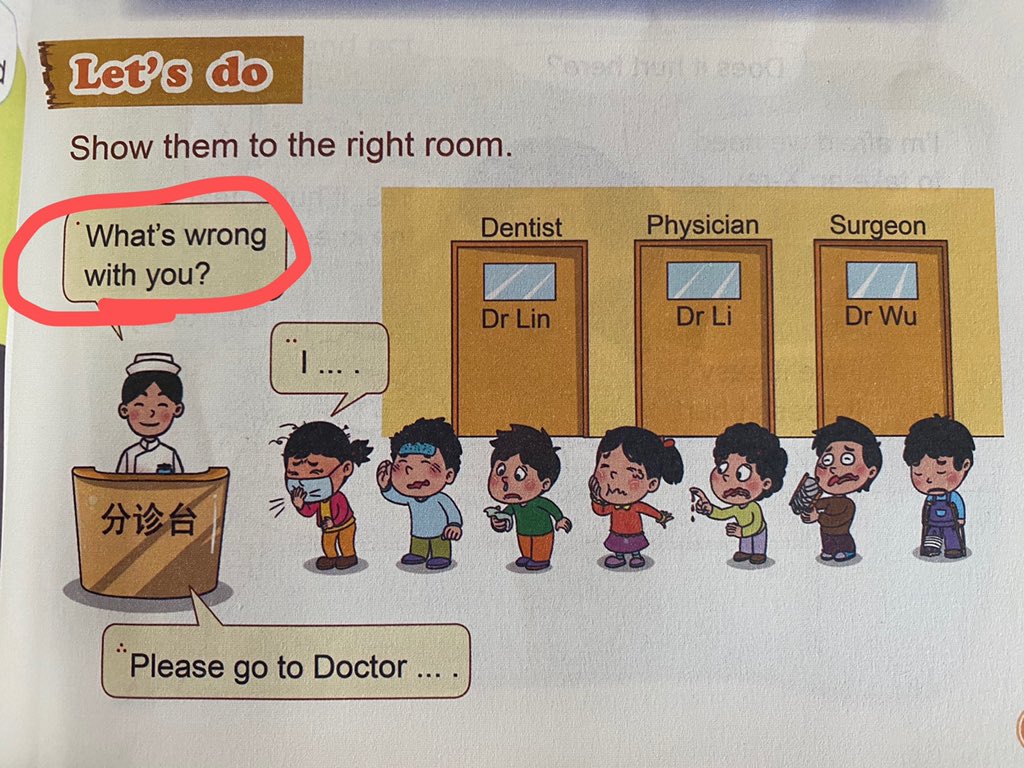 Let's do
Show them to the right room.
What's wrong
with you?
Dentist
Physician
Surgeon
Dr Lin
Dr Li
Dr Wu
I ... .
分诊台
Please go to Doctor ... .